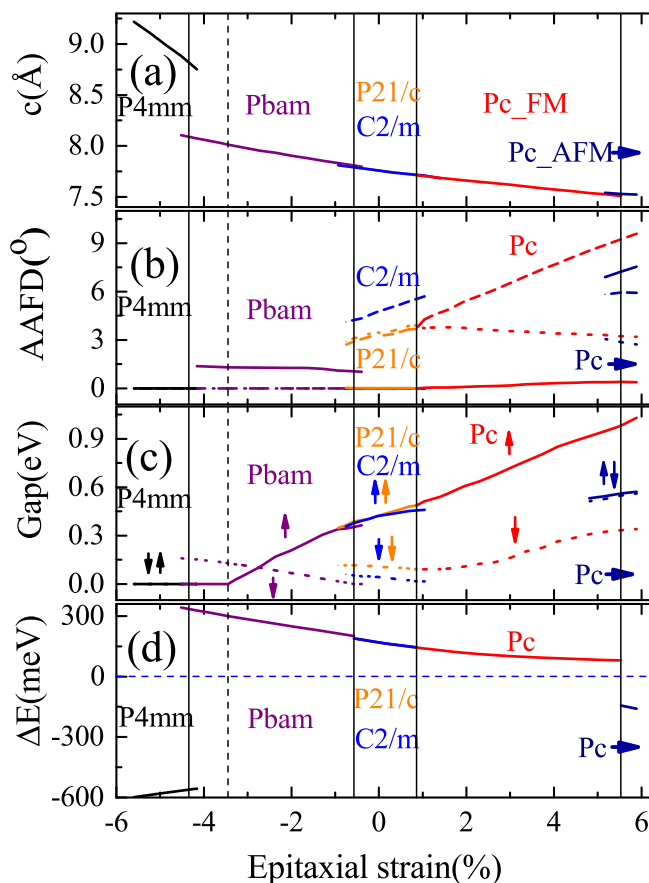 9.0
8.5
8.0
7.5
c(Å)
(a)
P4mm
Pbam
P21/c
C2/m
Pc_FM
Pc_AFM
9
6
3
0
AAFD(°)
(b)
P4mm
Pbam
C2/m
P21/c
Pc
Pc
0.9
0.6
0.3
0.0
Gap(eV)
(c)
P4mm
Pbam
P21/c
C2/m
Pc
Pc
300
0
-300
-600
ΔE(meV)
(d)
P4mm
Pbam
P21/c
C2/m
Pc
Pc
-6 -4 -2 0 2 4 6
Epitaxial strain(%)